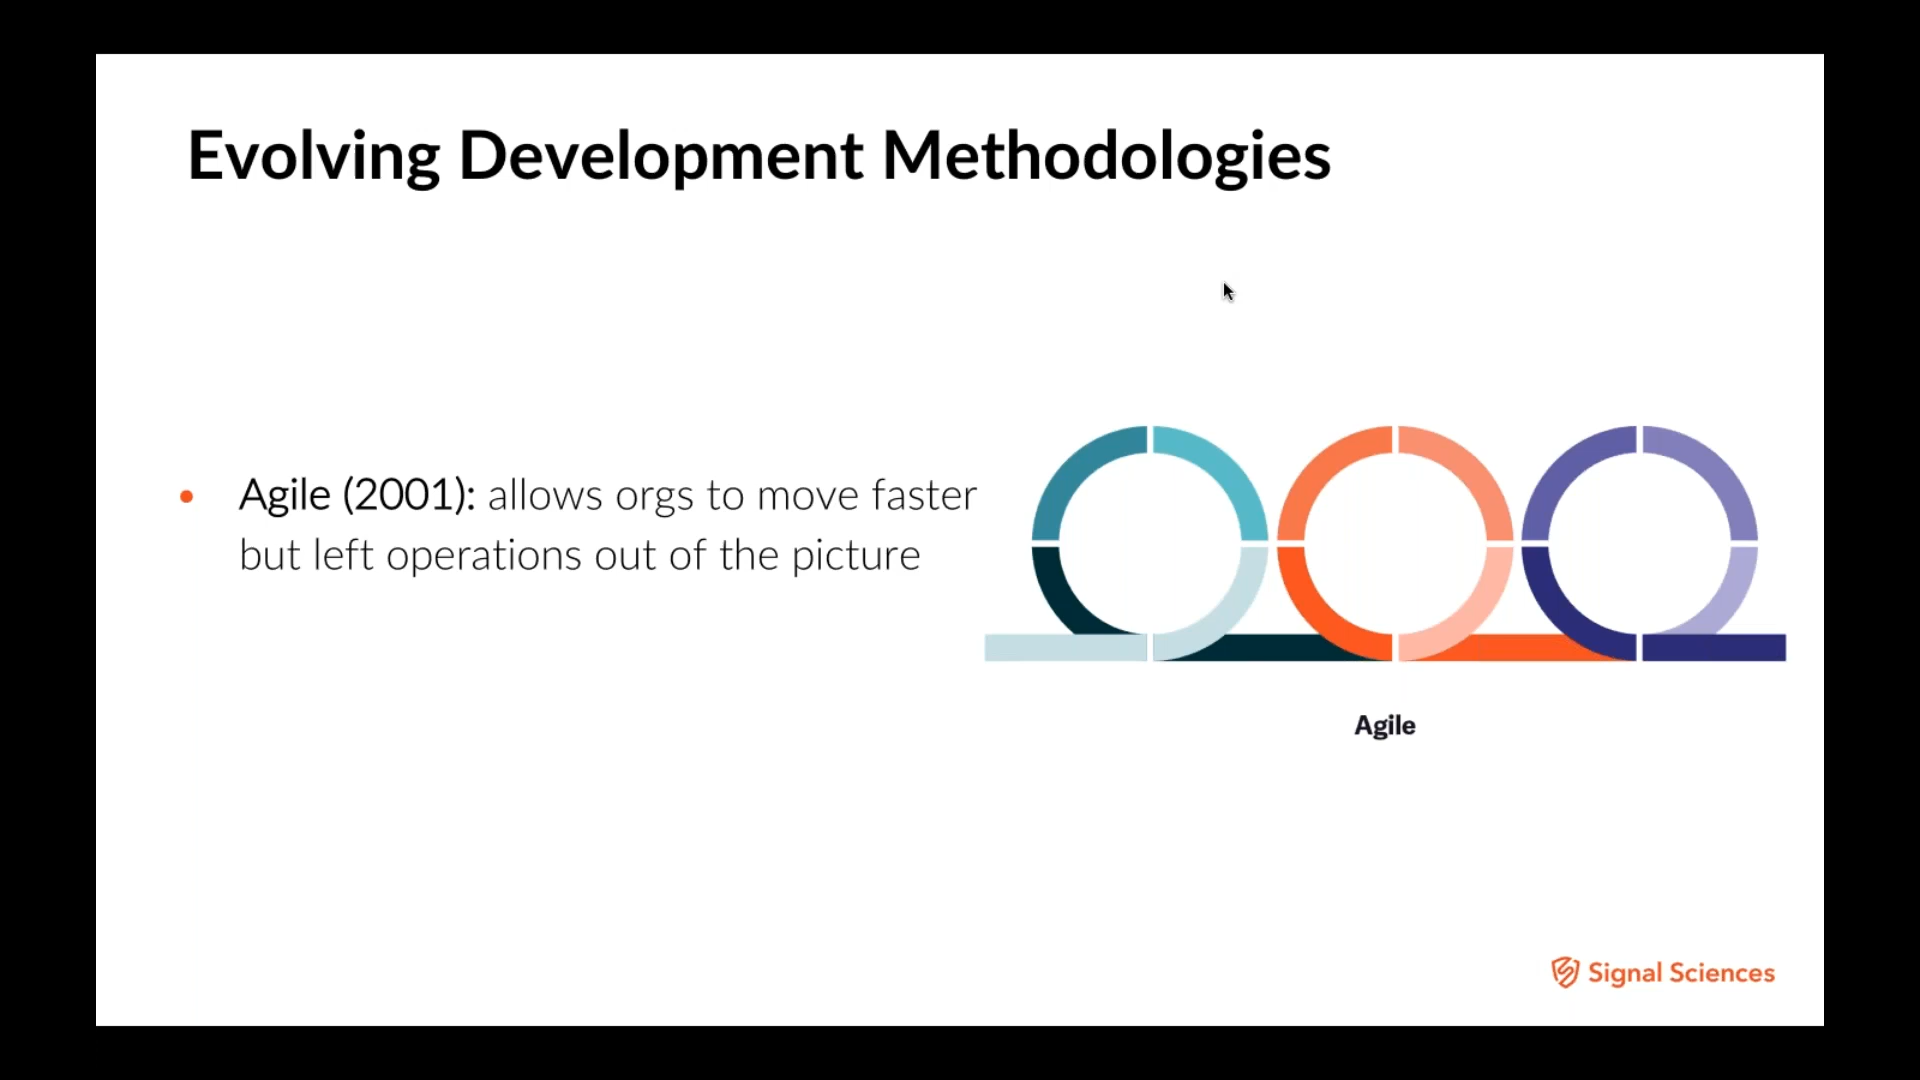 Evolving Development Methodologies
• Agile (2001): allows orgs to move faster
but left operations out of the picture
Agile
Signal Sciences